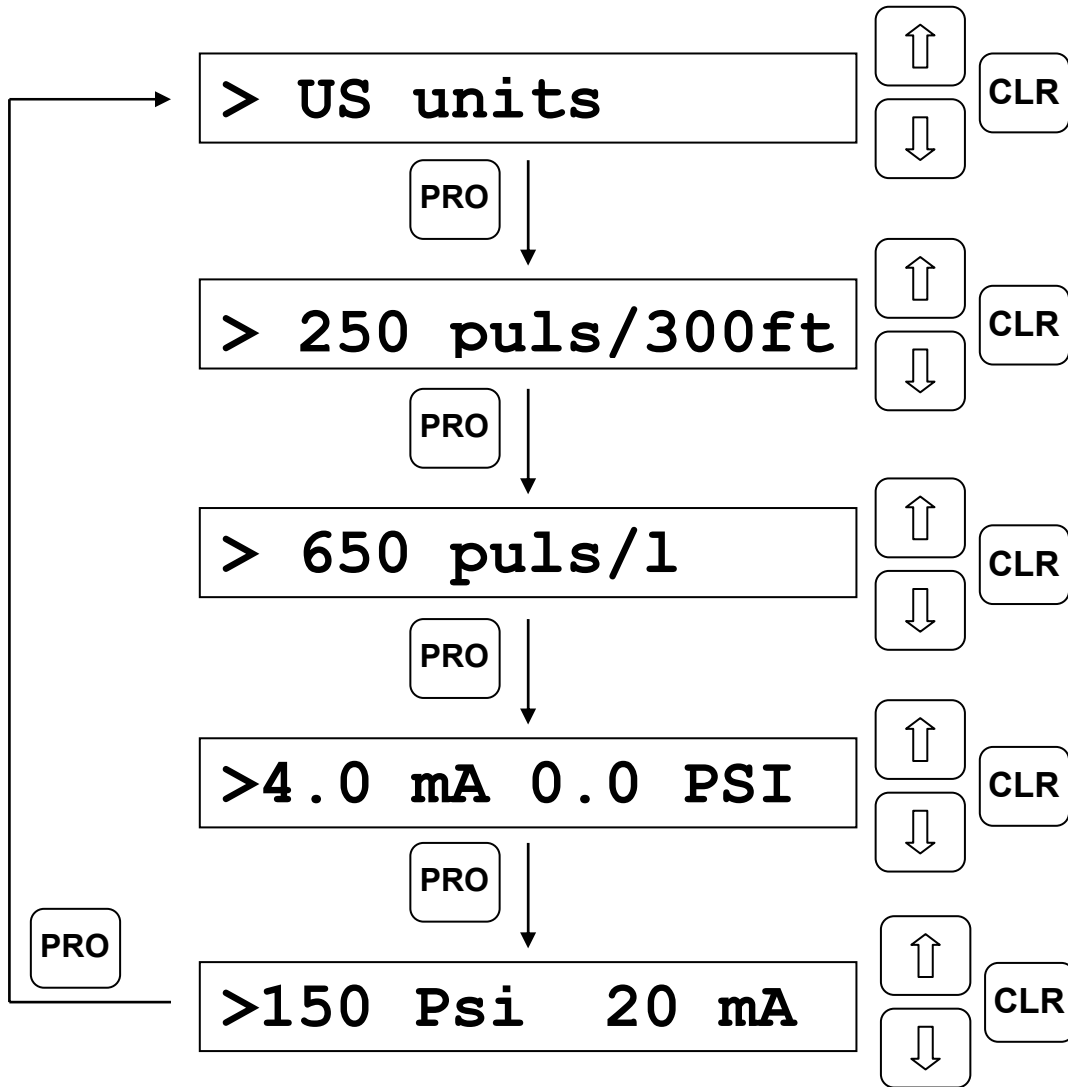 > US units
CLR
PRO
> 250 puls/300ft
CLR
PRO
> 650 puls/l
CLR
PRO
>4.0 mA 0.0 PSI
CLR
PRO
PRO
>150 Psi 20 mA
CLR